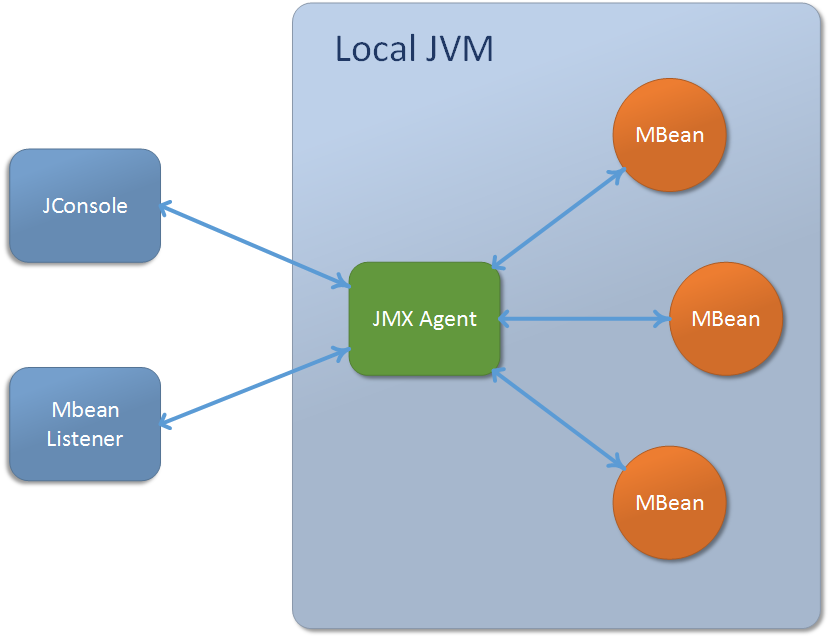 Local JVM
MBean
JConsole
JMX Agent
MBean
Mbean
Listener
MBean